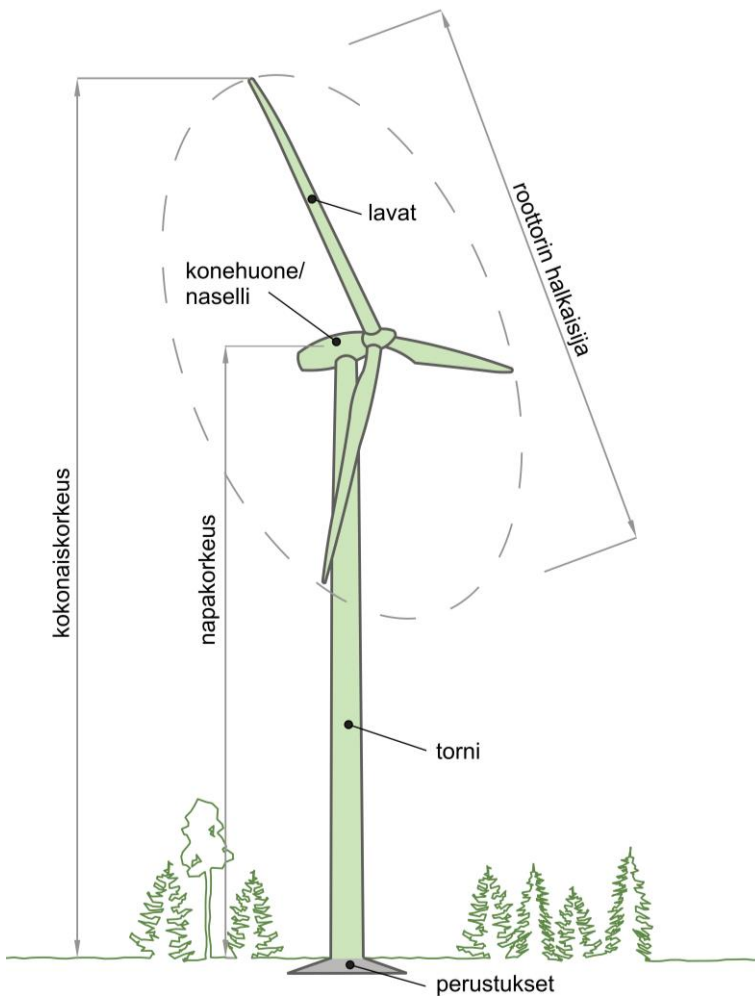 lavat
konehuone/
naselli
roottorin halkaisija
kokonaiskorkeus
napakorkeus
torni
perustukset